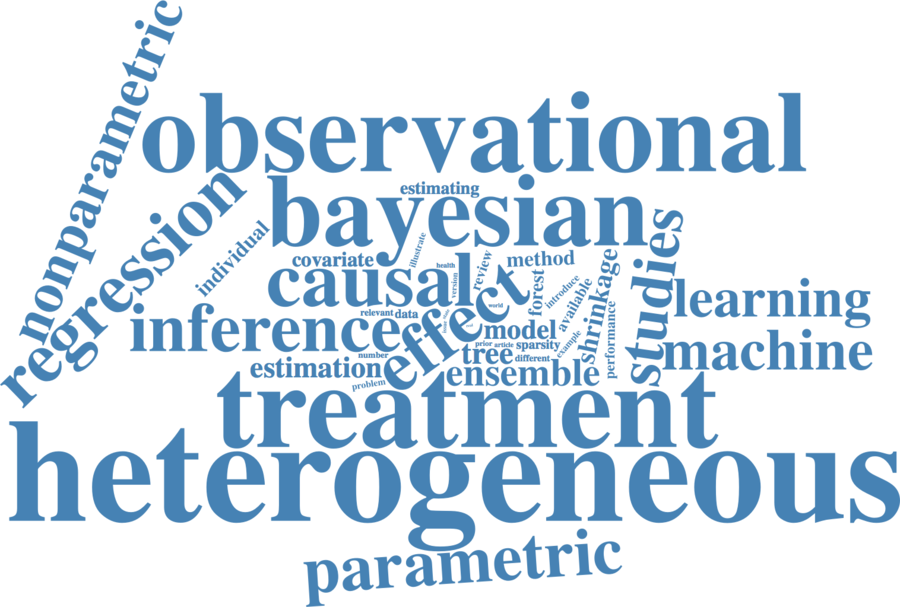 nonparametric
observational
regression
estimating
bayesian
individual
illustrate
studies
covariate
health
review
method
causal
version
forest
introduce
shrinkage
available
learning
world
relevant data
inference
effect
model
performance
machine
prior article sparsity
example
number
tree different
estimation
problem
ensemble
treatment
heterogeneous
parametric